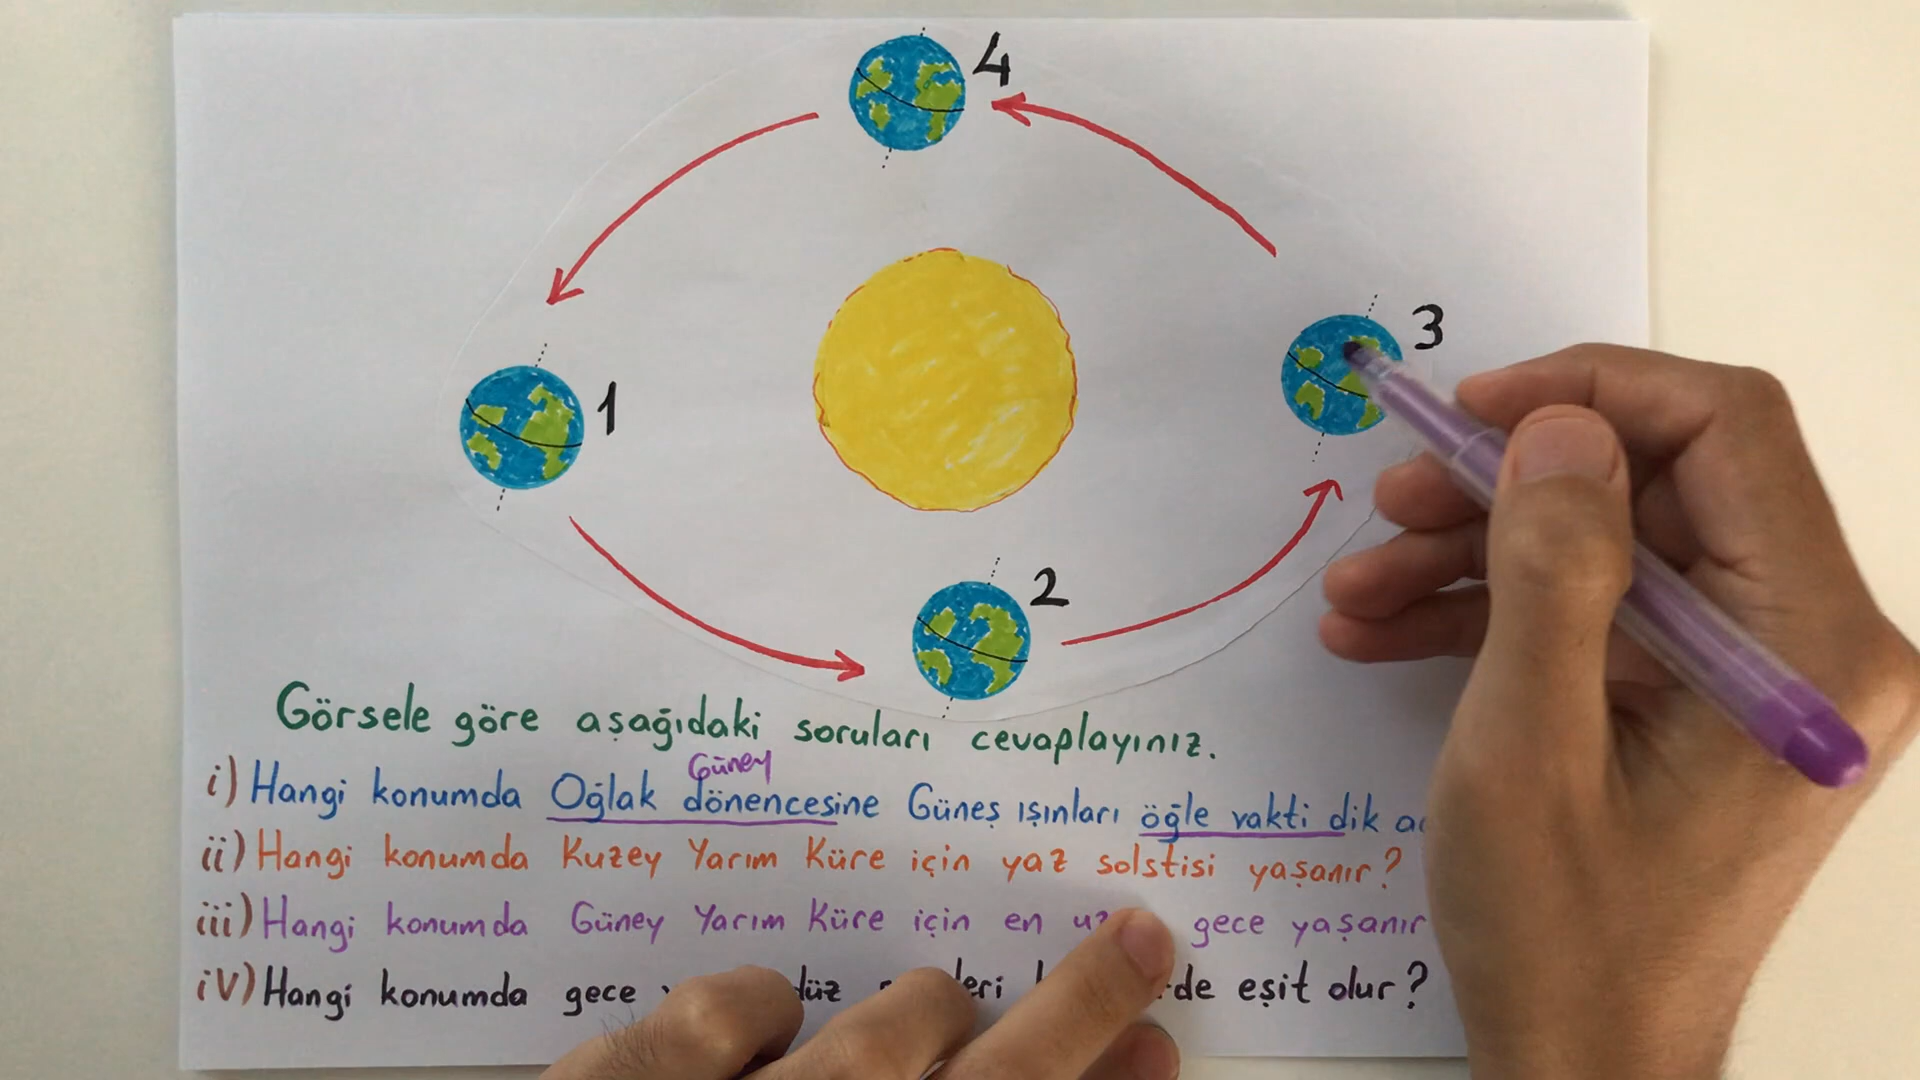 4
3
1
2
Görsele göre aşağıdaki soruları cevaplayınız.
Güney
i) Hangi konumda Oğlak dönencesine Güneş ışınları öğle vakti dik
ii) Hangi konumda Kuzey Yarım Küre için yaz solstisi yaşanır?
iii) Hangi konumda Güney Yarım Küre için en gece yaşanır
iv) Hangi konumda gece eşit olur?